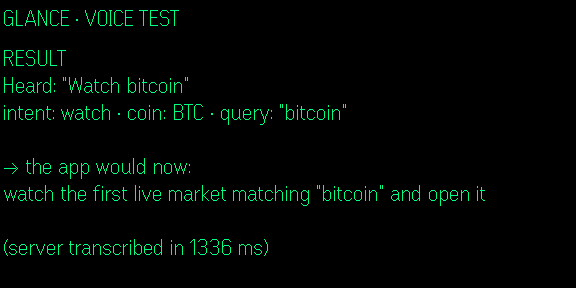 GLANCE · VOICE TEST
RESULT
Heard: "Watch bitcoin"
intent: watch · coin: BTC · query: "bitcoin"
→ the app would now:
watch the first live market matching "bitcoin" and open it
(server transcribed in 1336 ms)